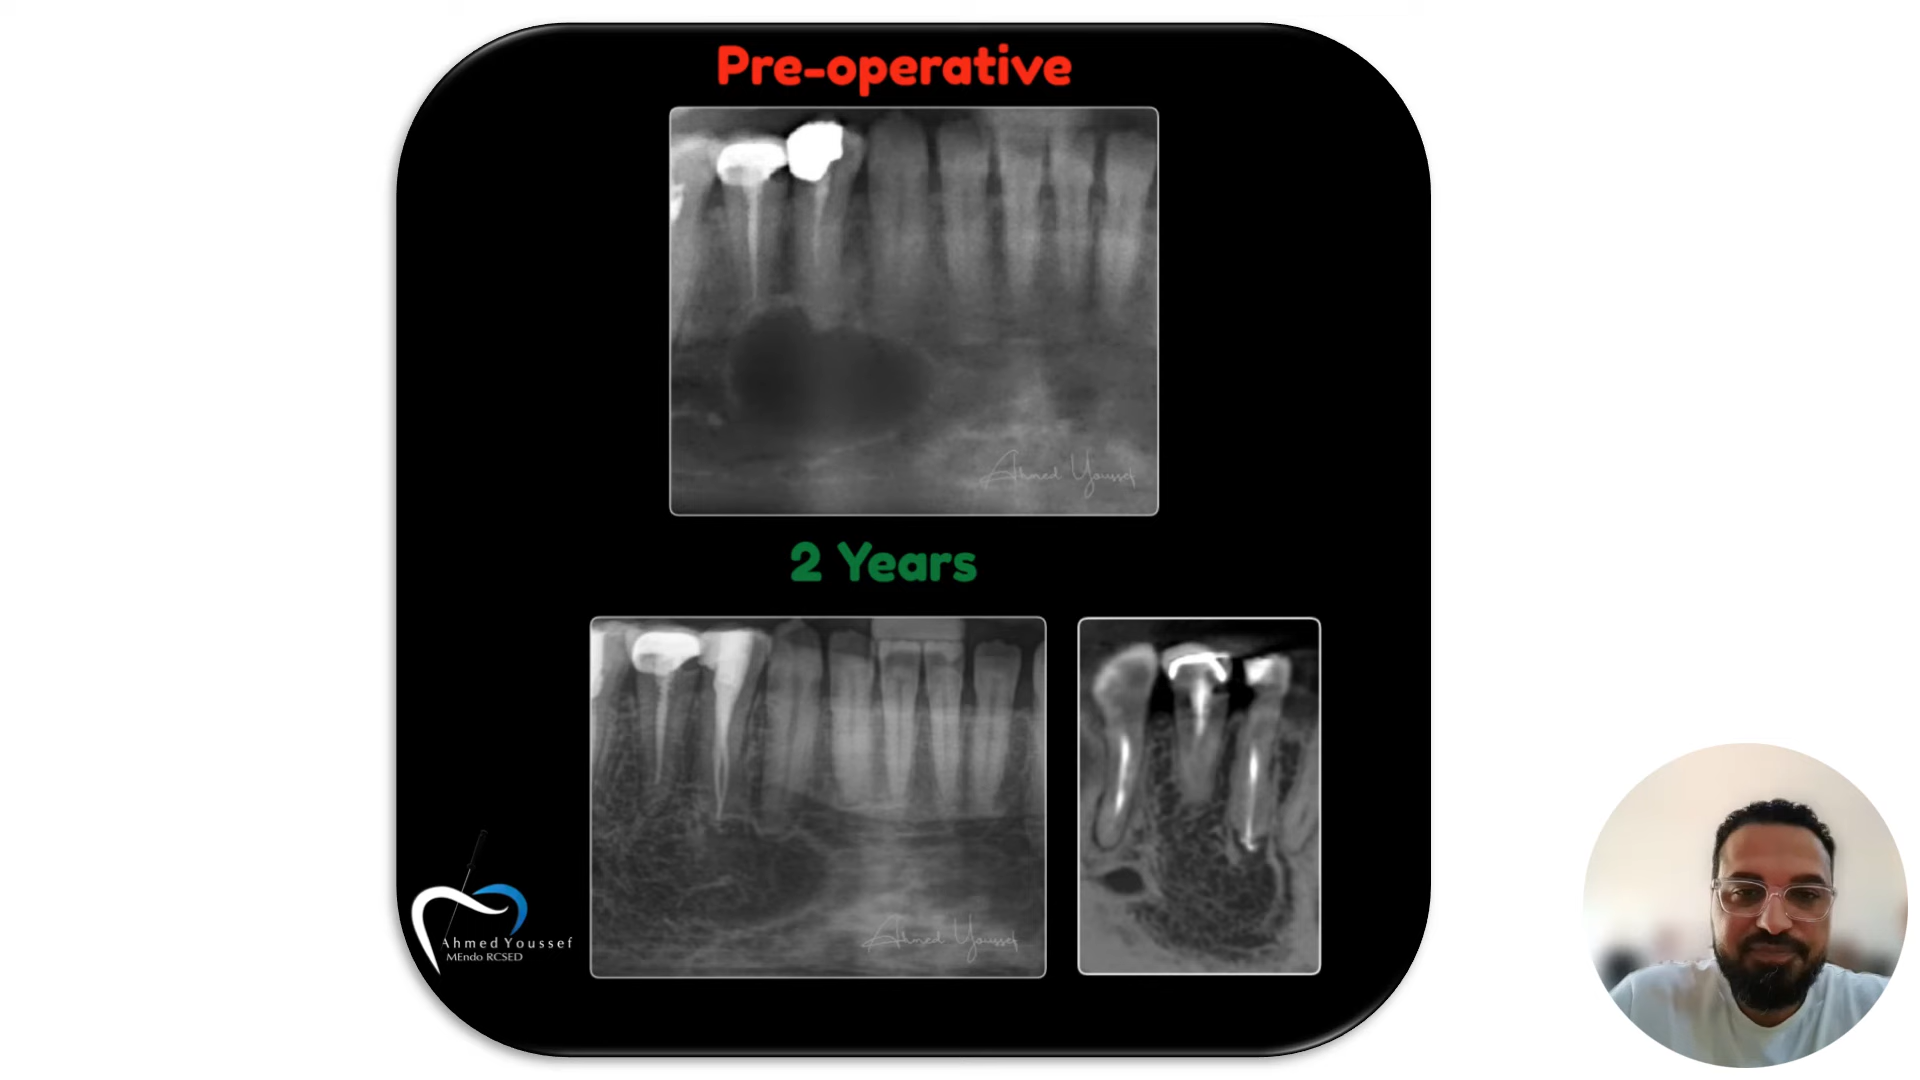 Pre-operative
Ahmed Youssef
2 Years
Ahmed Youssef
Ahmed Youssef
MEndo RCSED